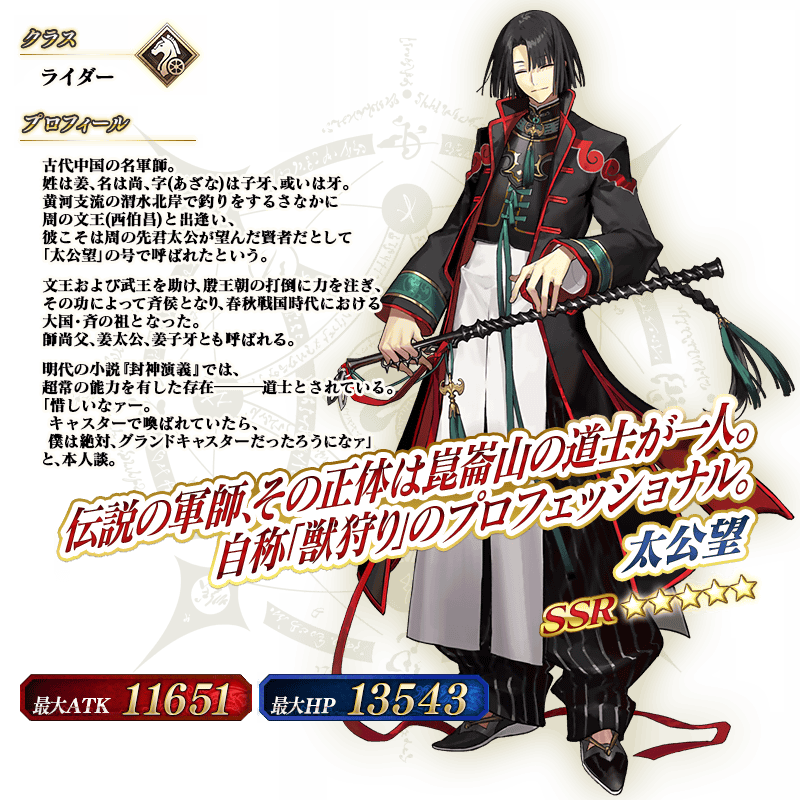 クラス
ライダー
プロフィール
古代中国の名軍師。
姓は姜、名は尚、字(あざな)は子牙、或いは牙。
黄河支流の渭水北岸で釣りをするさなかに
周の文王(西伯昌)と出逢い、
彼こそは周の先君太公が望んだ賢者だとして
「太公望」の号で呼ばれたという。
文王および武王を助け、殷王朝の打倒に力を注ぎ、
その功によって斉侯となり、春秋戦国時代における
大国・斉の祖となった。
師尚父、姜太公、姜子牙とも呼ばれる。
明代の小説『封神演義』では、
超常の能力を有した存在―――道士とされている。
「惜しいなァー。
キャスターで喚ばれていたら、
僕は絶対、グランドキャスターだったろうになァ」
と、本人談。
伝説の軍師、その正体は崑崙山の道士が一人。
自称「獣狩り」のプロフェッショナル。
太公望
SSR
最大ATK 11651
最大HP 13543